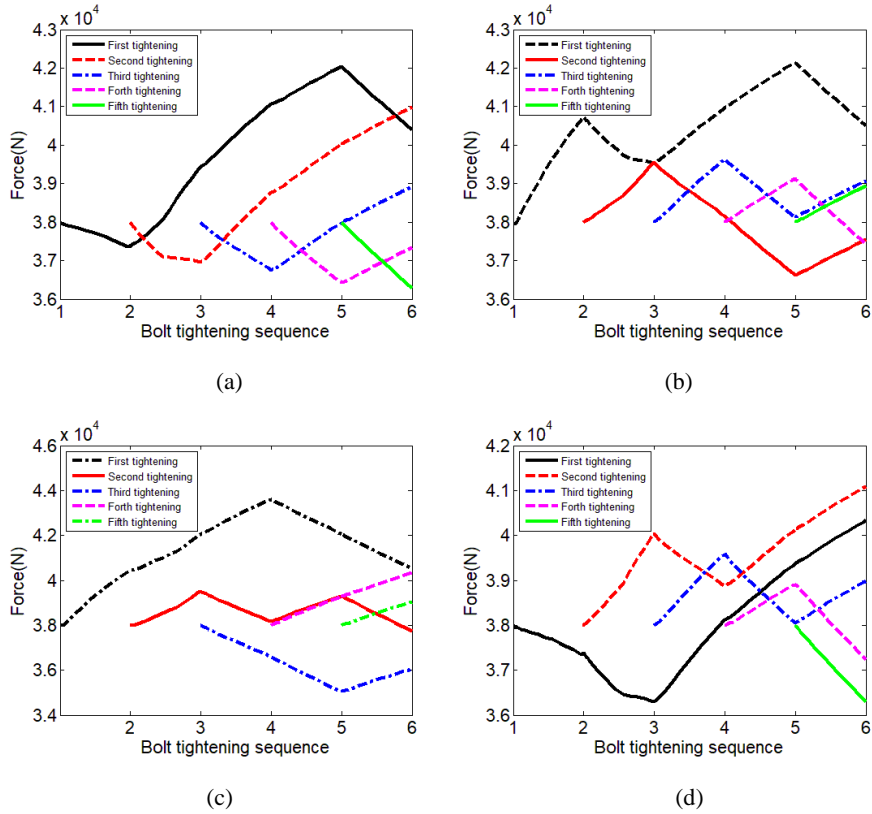 x 10^4
4.3
4.2
4.1
4
3.9
3.8
3.7
3.6
Force(N)
First tightening
Second tightening
Third tightening
Forth tightening
Fifth tightening
1 2 3 4 5 6
Bolt tightening sequence
(a)
x 10^4
4.3
4.2
4.1
4
3.9
3.8
3.7
3.6
Force(N)
First tightening
Second tightening
Third tightening
Forth tightening
Fifth tightening
1 2 3 4 5 6
Bolt tightening sequence
(b)
x 10^4
4.6
4.4
4.2
4
3.8
3.6
3.4
Force(N)
First tightening
Second tightening
Third tightening
Forth tightening
Fifth tightening
2 3 4 5 6
Bolt tightening sequence
(c)
x 10^4
4.2
4.1
4
3.9
3.8
3.7
3.6
Force(N)
First tightening
Second tightening
Third tightening
Forth tightening
Fifth tightening
1 2 3 4 5 6
Bolt tightening sequence
(d)